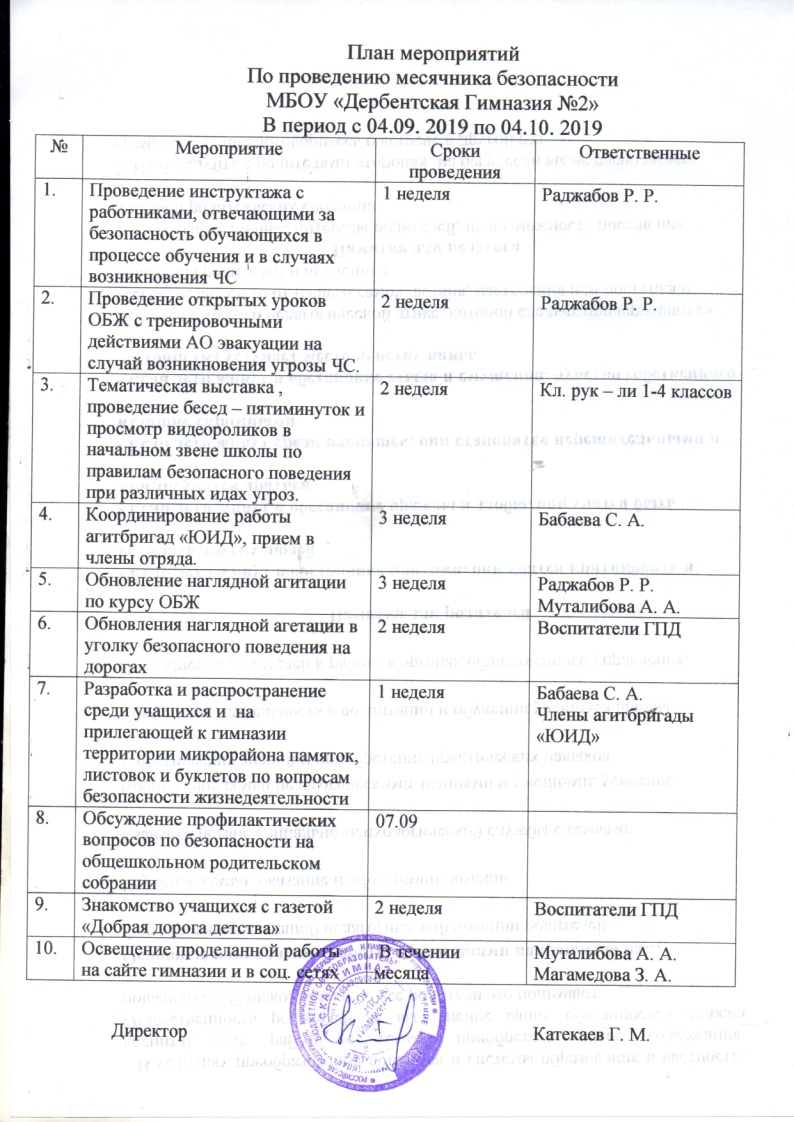 План мероприятий
По проведению месячника безопасности
МБОУ «Дербентская Гимназия №2»
В период с 04.09. 2019 по 04.10. 2019
№ Мероприятие Сроки проведения Ответственные
1. Проведение инструктажа с 1 неделя Раджабов Р. Р.
работниками, отвечающими за
безопасность обучающихся в
процессе обучения и в случаях
возникновения ЧС
2. Проведение открытых уроков 2 неделя Раджабов Р. Р.
ОБЖ с тренировочными
действиями АО эвакуации на
случай возникновения угрозы ЧС.
3. Тематическая выставка , 2 неделя Кл. рук – ли 1-4 классов
проведение бесед – пятиминуток и
просмотр видеороликов в
начальном звене школы по
правилам безопасного поведения
при различных идах угроз.
4. Координирование работы 3 неделя Бабаева С. А.
агитбригад «ЮИД», прием в
члены отряда.
5. Обновление наглядной агитации 3 неделя Раджабов Р. Р.
по курсу ОБЖ Муталибова А. А.
6. Обновления наглядной агетации в 2 неделя Воспитатели ГПД
уголку безопасного поведения на
дорогах
7. Разработка и распространение 1 неделя Бабаева С. А.
среди учащихся и на Члены агитбригады
прилегающей к гимназии «ЮИД»
территории микрорайона памяток,
листовок и буклетов по вопросам
безопасности жизнедеятельности
8. Обсуждение профилактических 07.09
вопросов по безопасности на
общешкольном родительском
собрании
9. Знакомство учащихся с газетой 2 неделя Воспитатели ГПД
«Добрая дорога детства»
10. Освещение проделанной работы В течении Муталибова А. А.
на сайте гимназии и в соц. сетях месяца Магамедова З. А.
Директор Катекаев Г. М.